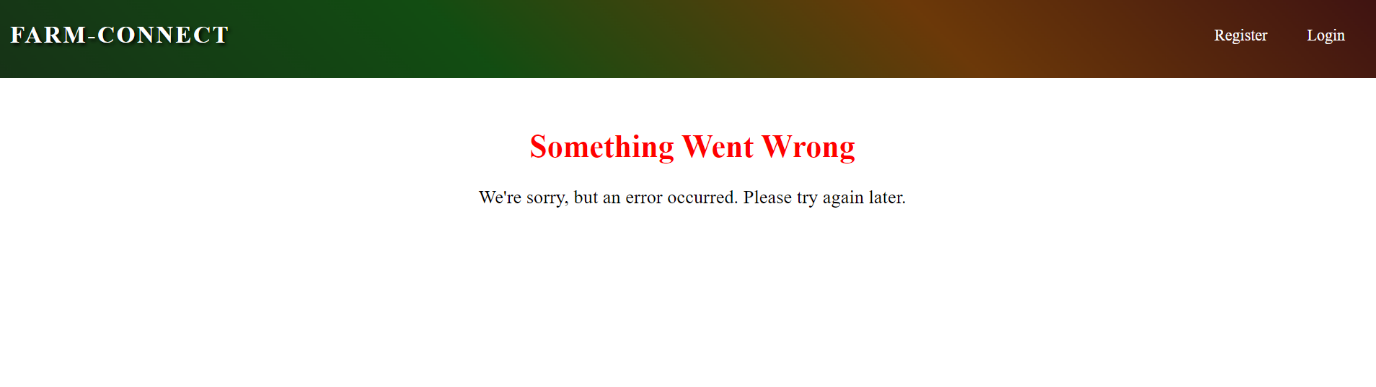 FARM-CONNECT
Register
Login
Something Went Wrong
We're sorry, but an error occurred. Please try again later.